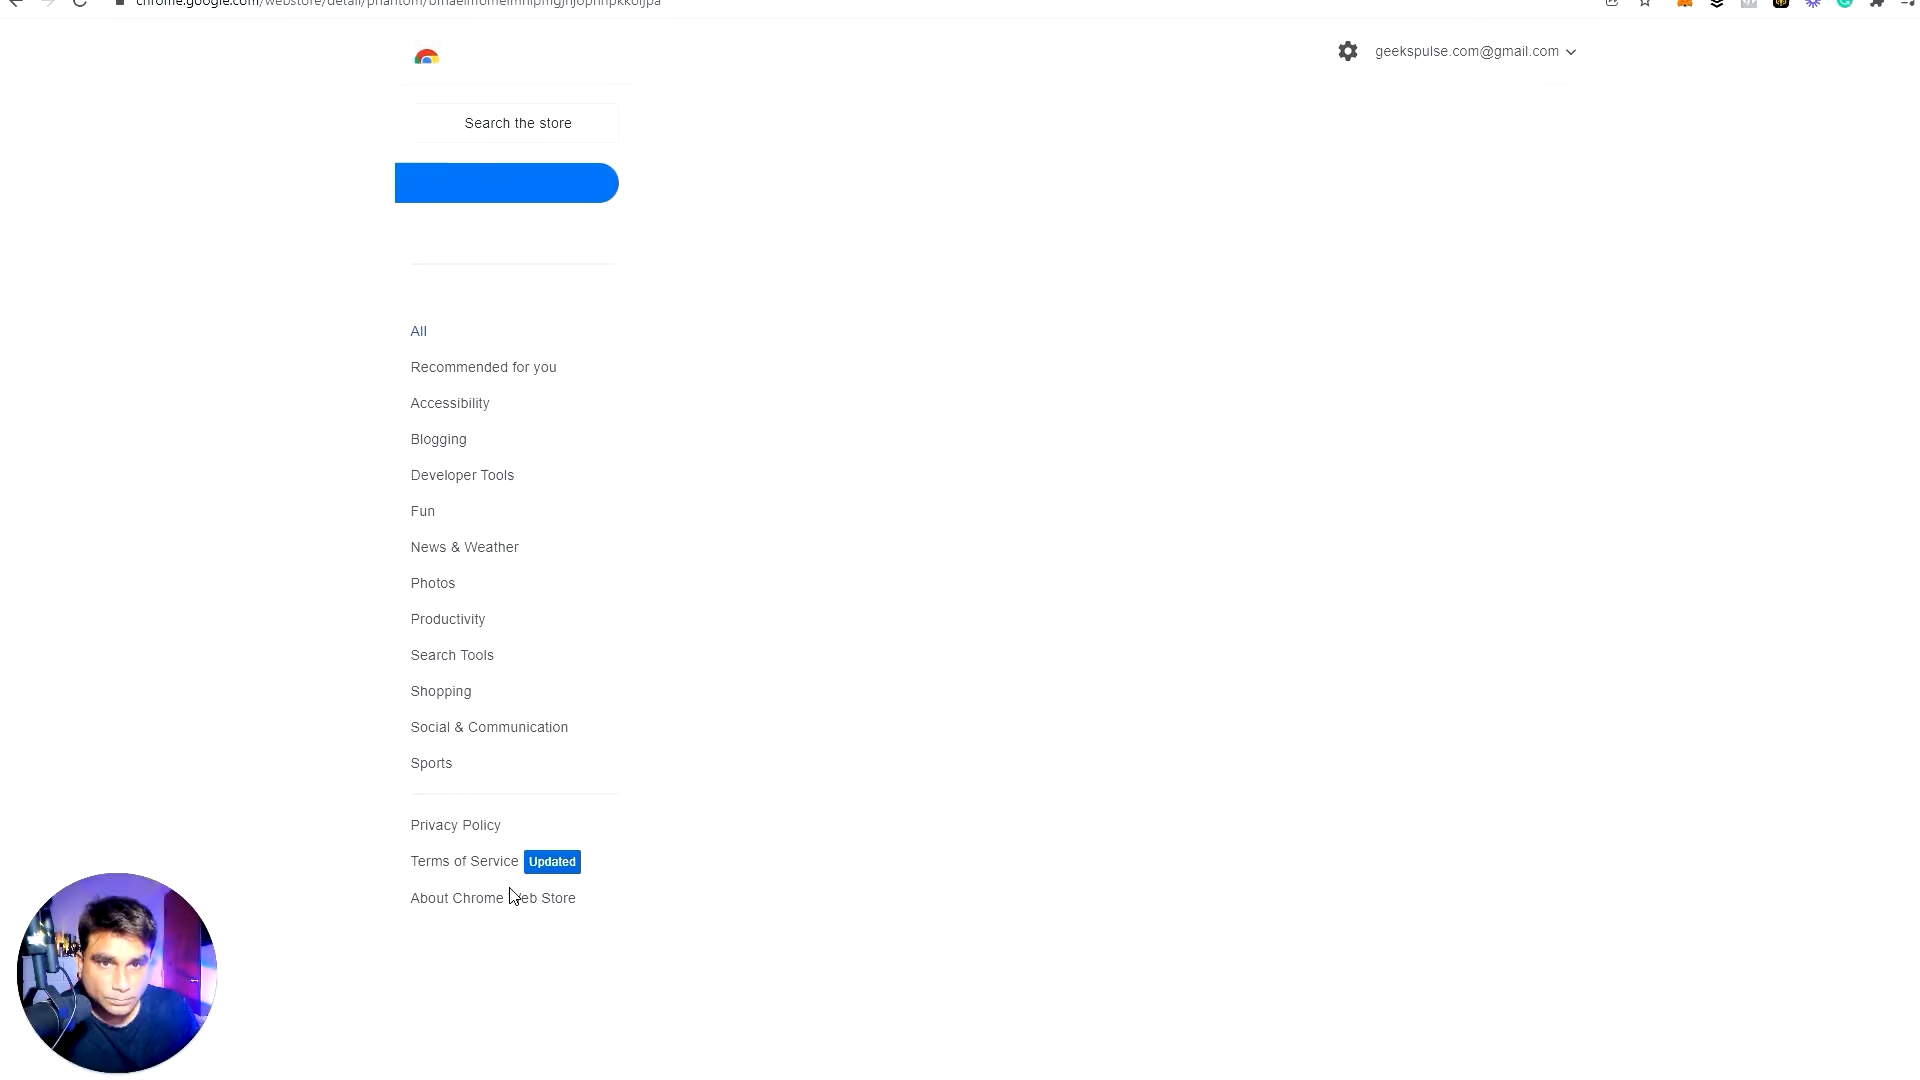 geekspulse.com@gmail.com
Search the store
All
Recommended for you
Accessibility
Blogging
Developer Tools
Fun
News & Weather
Photos
Productivity
Search Tools
Shopping
Social & Communication
Sports
Privacy Policy
Terms of Service Updated
About Chrome Web Store